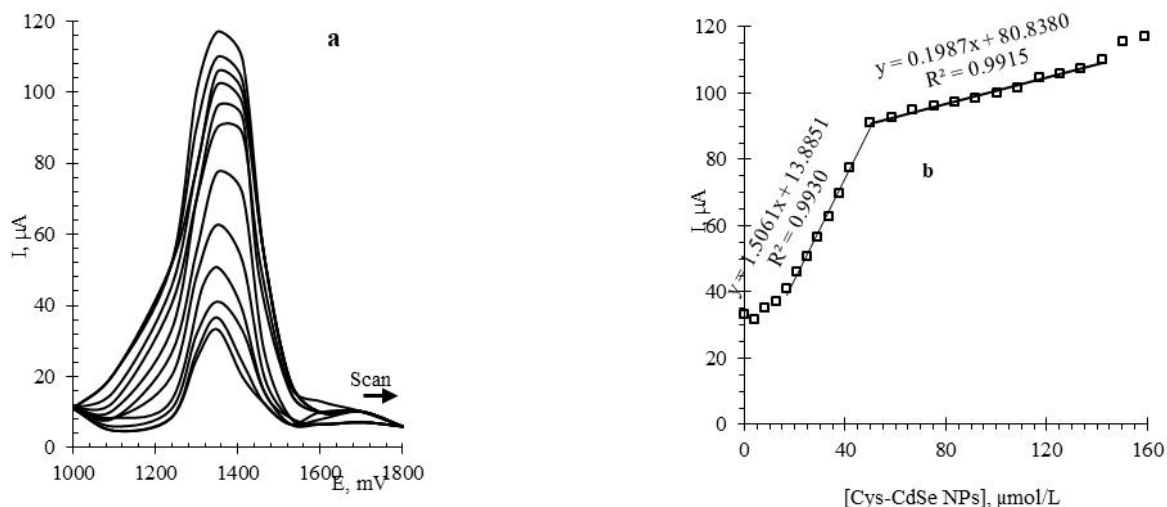 120
100
80
60
40
20
0
I, µA
a
Scan
1000
1200
1400
1600
1800
E, mV
120
100
80
60
40
20
0
I, µA
y = 1.5061x + 13.8851
R² = 0.9930
y = 0.1987x + 80.8380
R² = 0.9915
b
0
40
80
120
160
[Cys-CdSe NPs], µmol/L